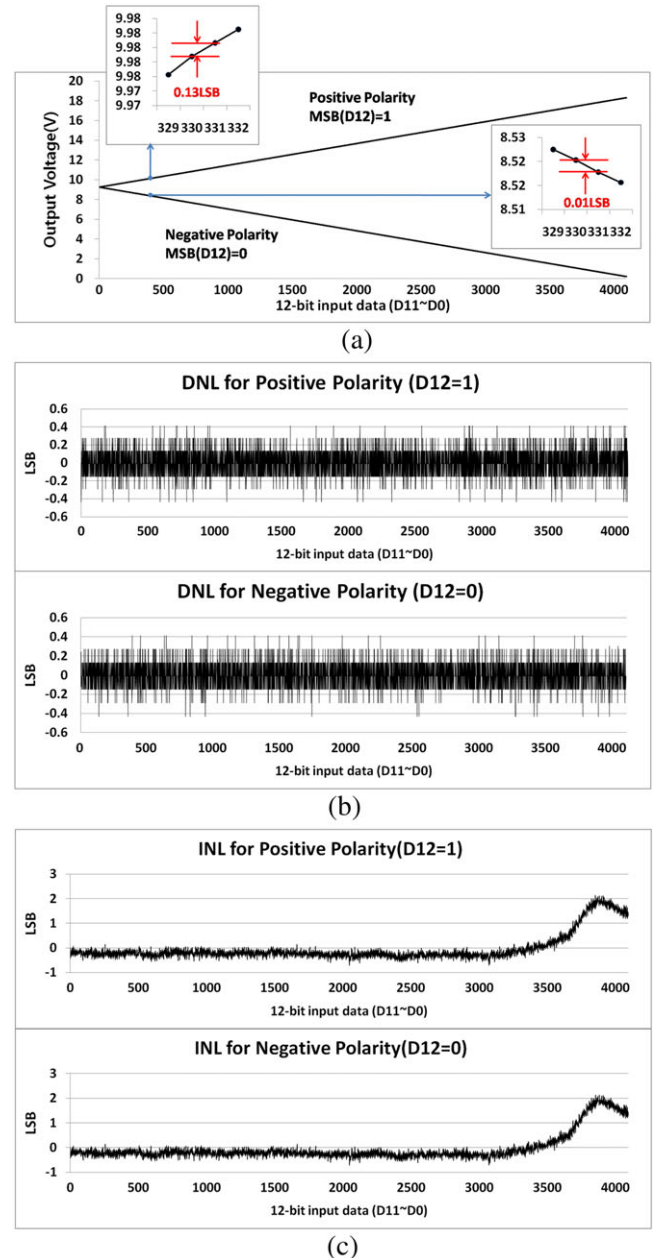 9.98
9.98
9.98
9.98
9.97
0.13LSB
329 330 331 332
Output Voltage(V)
20
18
16
14
12
10
8
6
4
2
0
Positive Polarity
MSB(D12)=1
8.53
8.52
8.52
8.51
0.01LSB
329 330 331 332
Negative Polarity
MSB(D12)=0
0 500 1000 1500 2000 2500 3000 3500 4000
12-bit input data (D11~D0)
(a)
DNL for Positive Polarity (D12=1)
LSB
0.6
0.4
0.2
0
-0.2
-0.4
-0.6
0 500 1000 1500 2000 2500 3000 3500 4000
12-bit input data (D11~D0)
DNL for Negative Polarity (D12=0)
LSB
0.6
0.4
0.2
0
-0.2
-0.4
-0.6
0 500 1000 1500 2000 2500 3000 3500 4000
12-bit input data (D11~D0)
(b)
INL for Positive Polarity(D12=1)
LSB
3
2
1
0
-1
0 500 1000 1500 2000 2500 3000 3500 4000
12-bit input data (D11~D0)
INL for Negative Polarity(D12=0)
LSB
3
2
1
0
-1
0 500 1000 1500 2000 2500 3000 3500 4000
12-bit input data (D11~D0)
(c)